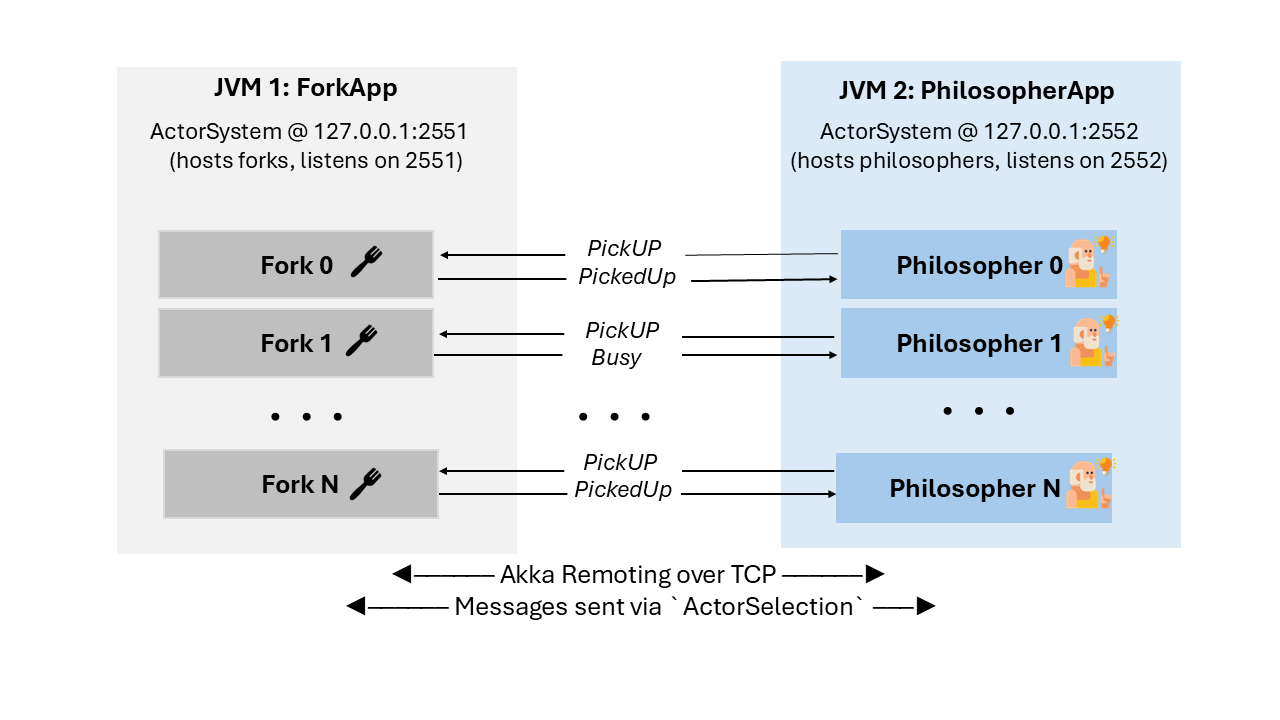 JVM 1: ForkApp
ActorSystem @ 127.0.0.1:2551
(hosts forks, listens on 2551)
JVM 2: PhilosopherApp
ActorSystem @ 127.0.0.1:2552
(hosts philosophers, listens on 2552)
Fork 0
PickUP
PickedUp
Philosopher 0
Fork 1
PickUP
Busy
Philosopher 1
. . .
. . .
. . .
Fork N
PickUP
PickedUp
Philosopher N
Akka Remoting over TCP
Messages sent via `ActorSelection`